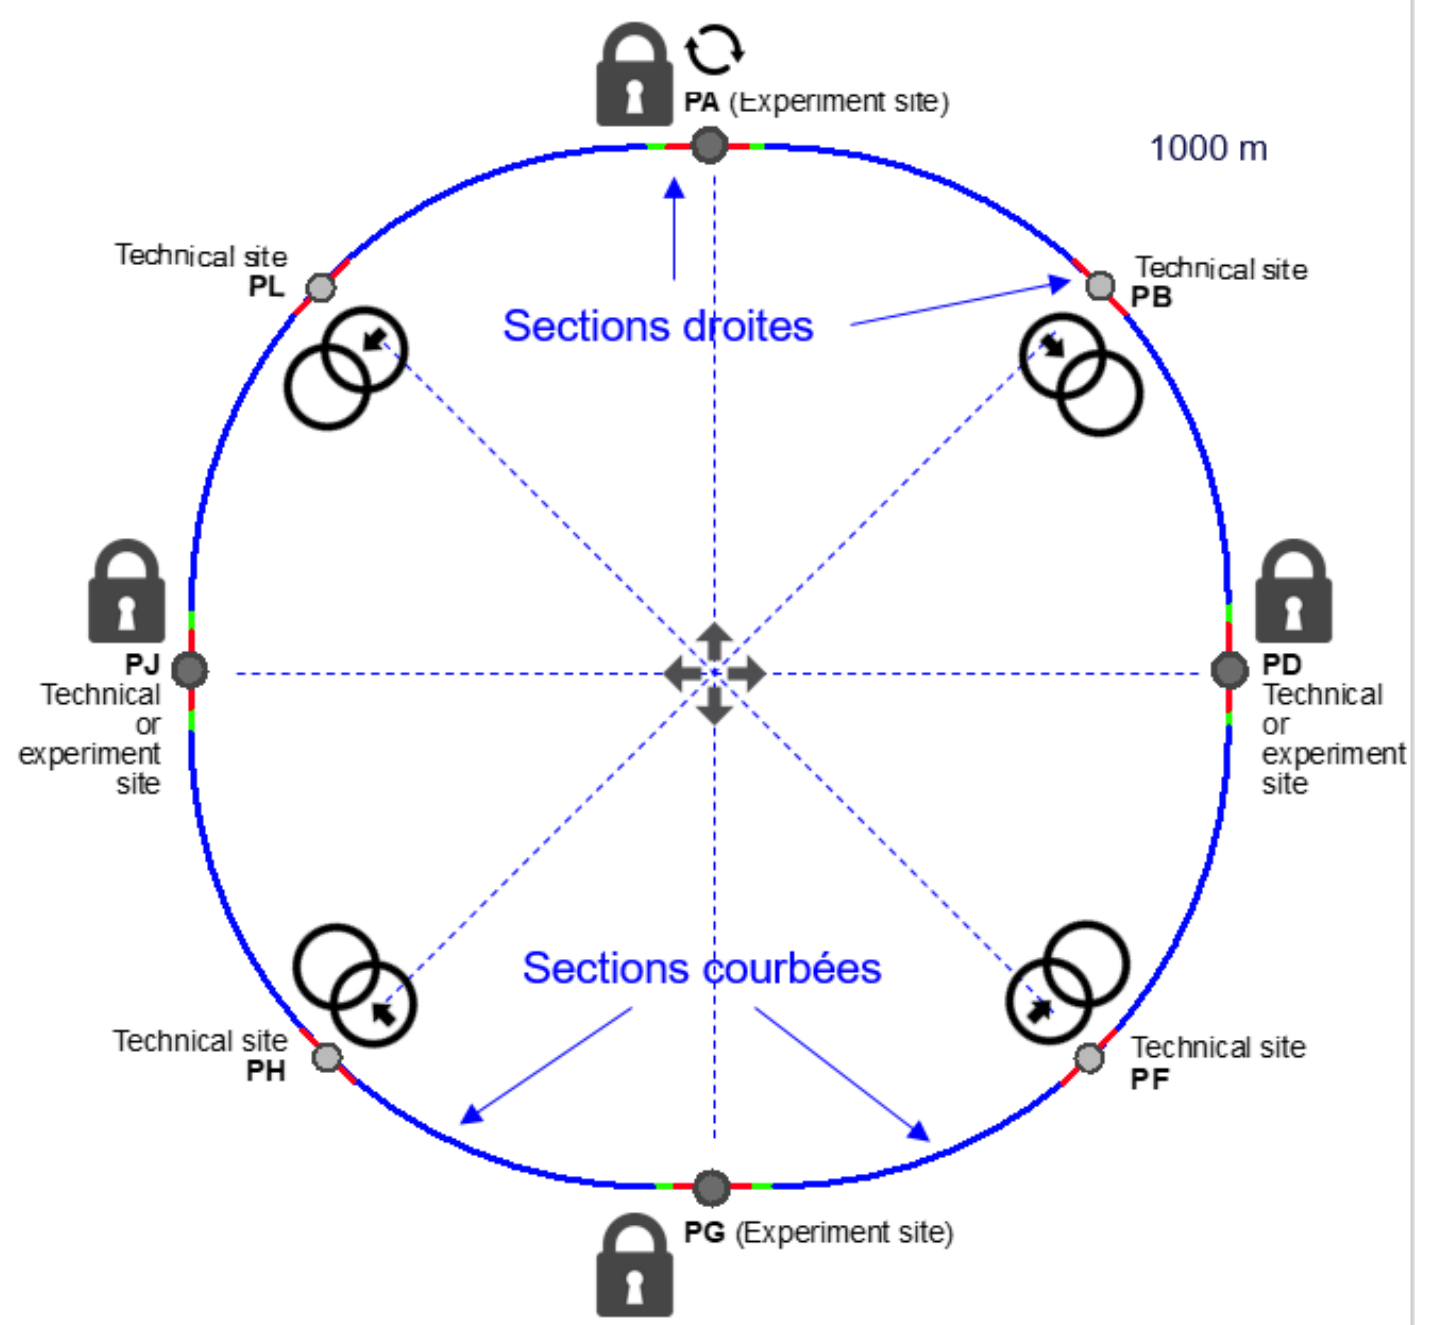 PA (Experiment site)
1000 m
Technical site
PL
Technical site
PB
Sections droites
PJ
Technical
or
experiment
site
PD
Technical
or
experiment
site
Sections courbées
Technical site
PH
Technical site
PF
PG (Experiment site)